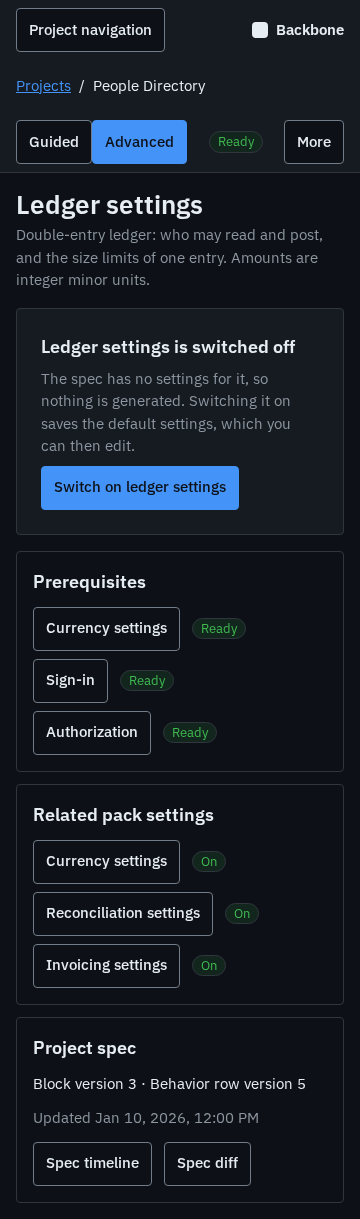 Project navigation
Backbone
Projects / People Directory
Guided
Advanced
Ready
More
Ledger settings
Double-entry ledger: who may read and post,
and the size limits of one entry. Amounts are
integer minor units.
Ledger settings is switched off
The spec has no settings for it, so
nothing is generated. Switching it on
saves the default settings, which you
can then edit.
Switch on ledger settings
Prerequisites
Currency settings
Ready
Sign-in
Ready
Authorization
Ready
Related pack settings
Currency settings
On
Reconciliation settings
On
Invoicing settings
On
Project spec
Block version 3 · Behavior row version 5
Updated Jan 10, 2026, 12:00 PM
Spec timeline
Spec diff